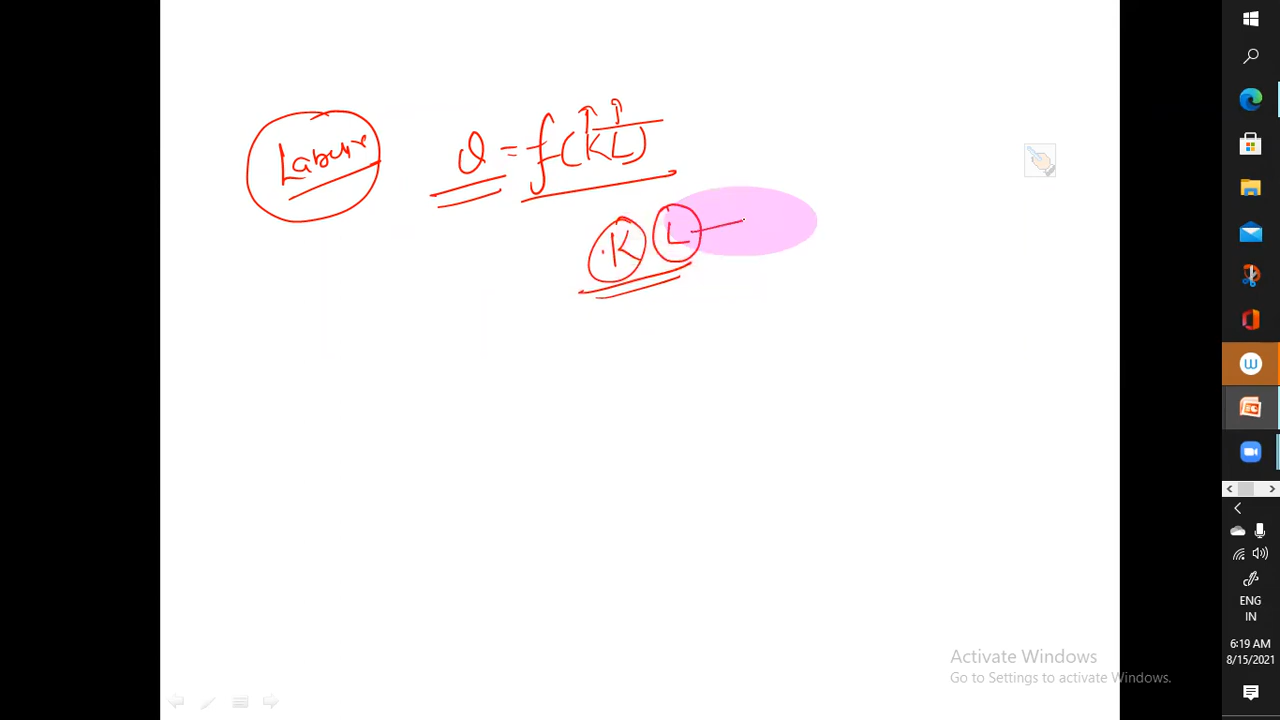 Labour
Q = f(KL)
K L
Activate Windows
Go to Settings to activate Windows.
ENG
IN
6:19 AM
8/15/2021